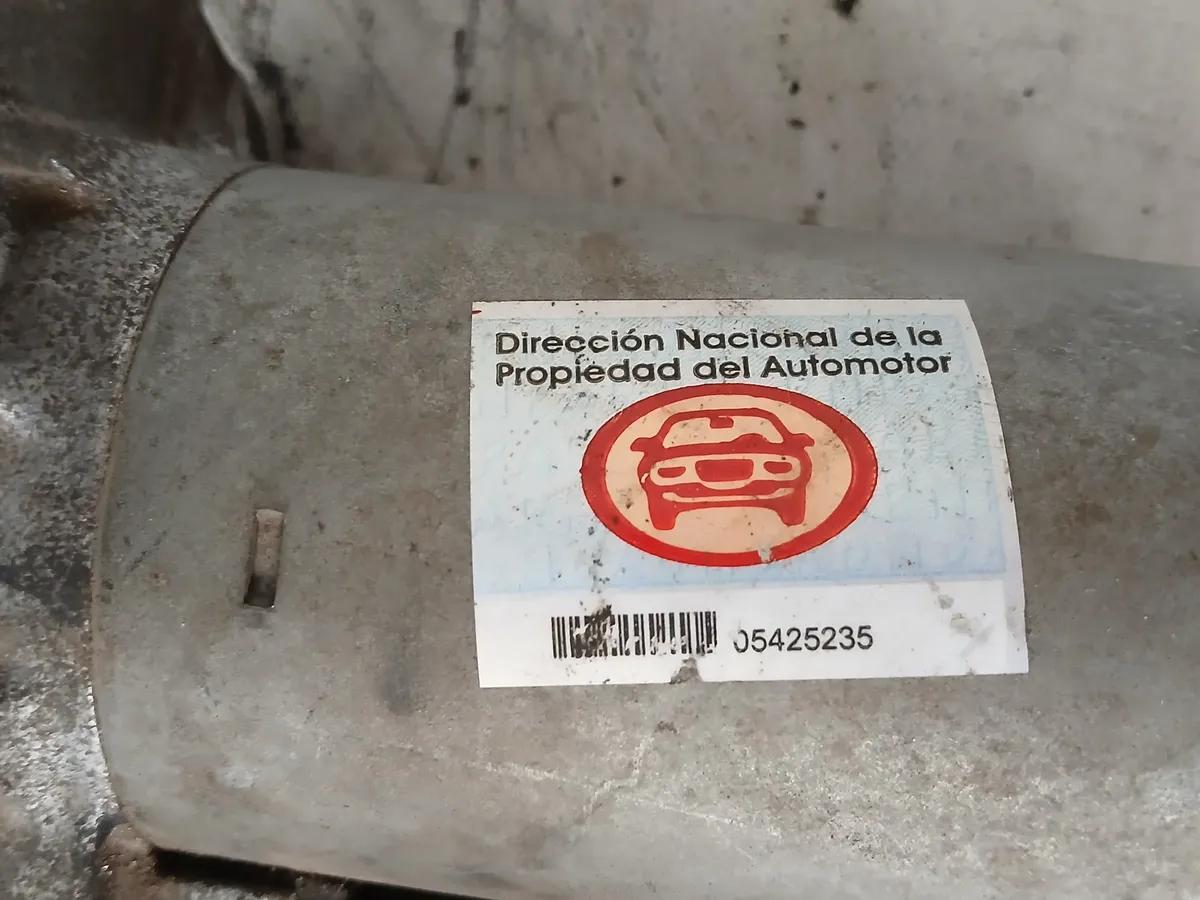 Dirección Nacional de la
Propiedad del Automotor
05425235